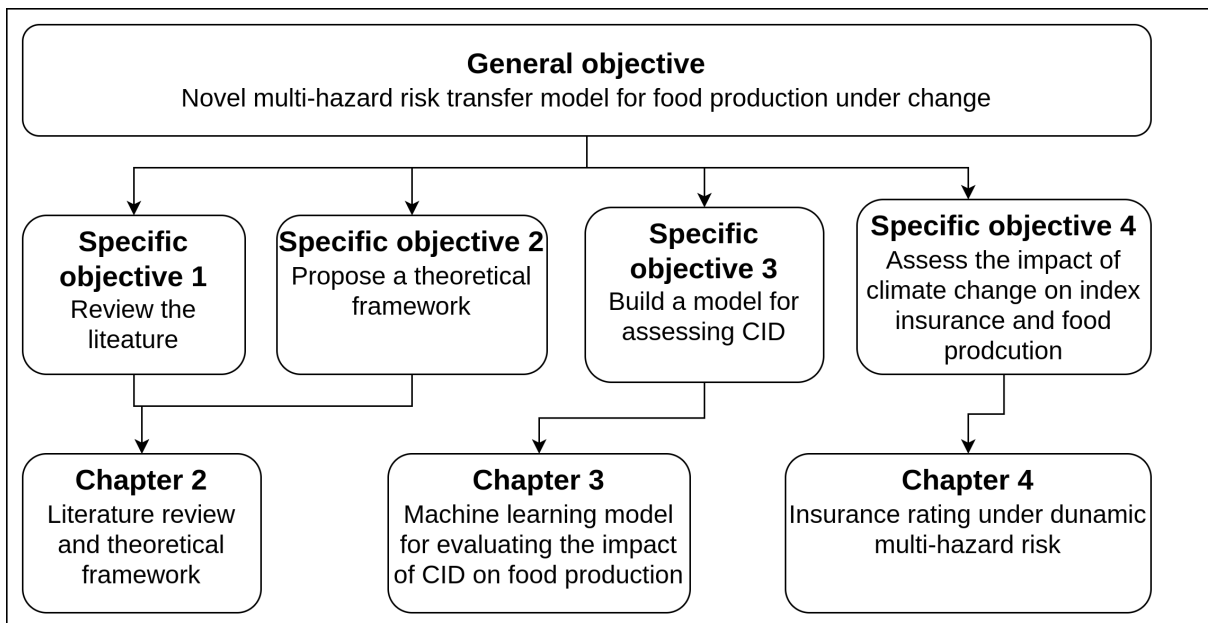 General objective
Novel multi-hazard risk transfer model for food production under change
Specific
objective 1
Review the
liteature
Specific objective 2
Propose a theoretical
framework
Specific
objective 3
Build a model for
assessing CID
Specific objective 4
Assess the impact of
climate change on index
insurance and food
prodcution
Chapter 2
Literature review
and theoretical
framework
Chapter 3
Machine learning model
for evaluating the impact
of CID on food production
Chapter 4
Insurance rating under dunamic
multi-hazard risk